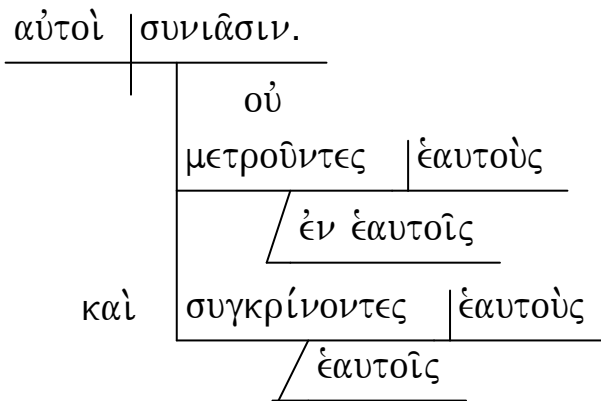 αὐτοὶ συνιᾶσιν.
οὐ
μετροῦντες ἑαυτοὺς
ἐν ἑαυτοῖς
καὶ συγκρίνοντες ἑαυτοὺς
ἑαυτοῖς